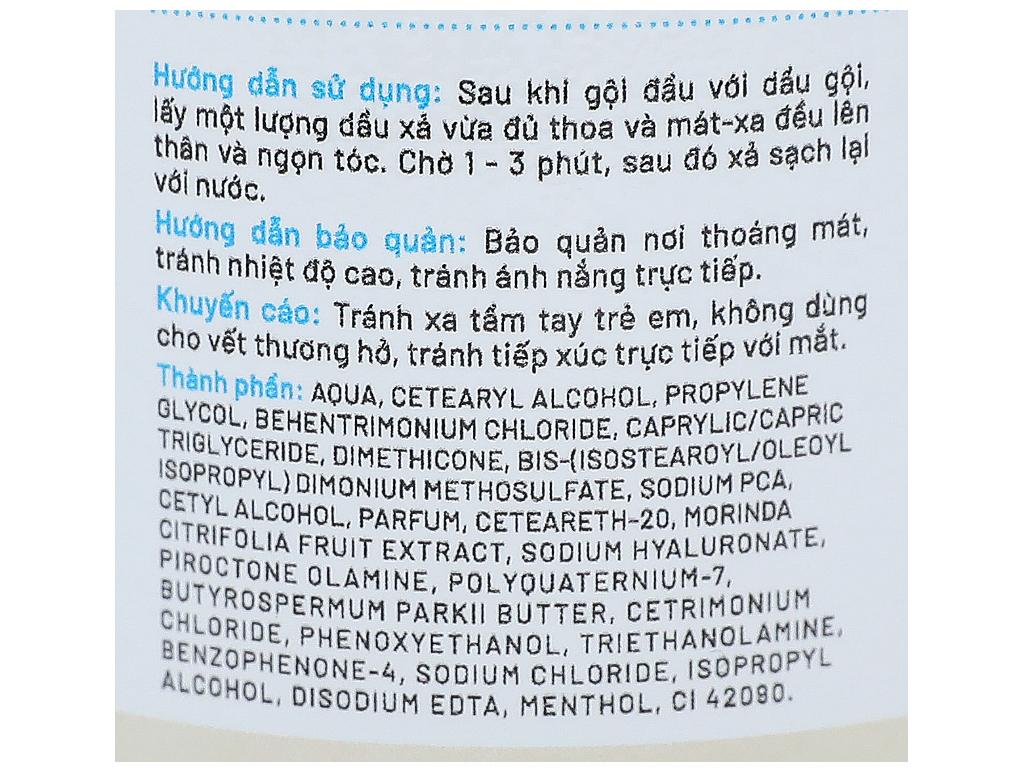 Hướng dẫn sử dụng: Sau khi gội đầu với dầu gội,
lấy một lượng dầu xả vừa đủ thoa và mát-xa đều lên
thân và ngọn tóc. Chờ 1 - 3 phút, sau đó xả sạch lại
với nước.
Hướng dẫn bảo quản: Bảo quản nơi thoáng mát,
tránh nhiệt độ cao, tránh ánh nắng trực tiếp.
Khuyến cáo: Tránh xa tầm tay trẻ em, không dùng
cho vết thương hở, tránh tiếp xúc trực tiếp với mắt.
Thành phần: AQUA, CETEARYL ALCOHOL, PROPYLENE
GLYCOL, BEHENTRIMONIUM CHLORIDE, CAPRYLIC/CAPRIC
TRIGLYCERIDE, DIMETHICONE, BIS-(ISOSTEAROYL/OLEOYL
ISOPROPYL) DIMONIUM METHOSULFATE, SODIUM PCA,
CETYL ALCOHOL, PARFUM, CETEARETH-20, MORINDA
CITRIFOLIA FRUIT EXTRACT, SODIUM HYALURONATE,
PIROCTONE OLAMINE, POLYQUATERNIUM-7,
BUTYROSPERMUM PARKII BUTTER, CETRIMONIUM
CHLORIDE, PHENOXYETHANOL, TRIETHANOLAMINE,
BENZOPHENONE-4, SODIUM CHLORIDE, ISOPROPYL
ALCOHOL, DISODIUM EDTA, MENTHOL, CI 42090.